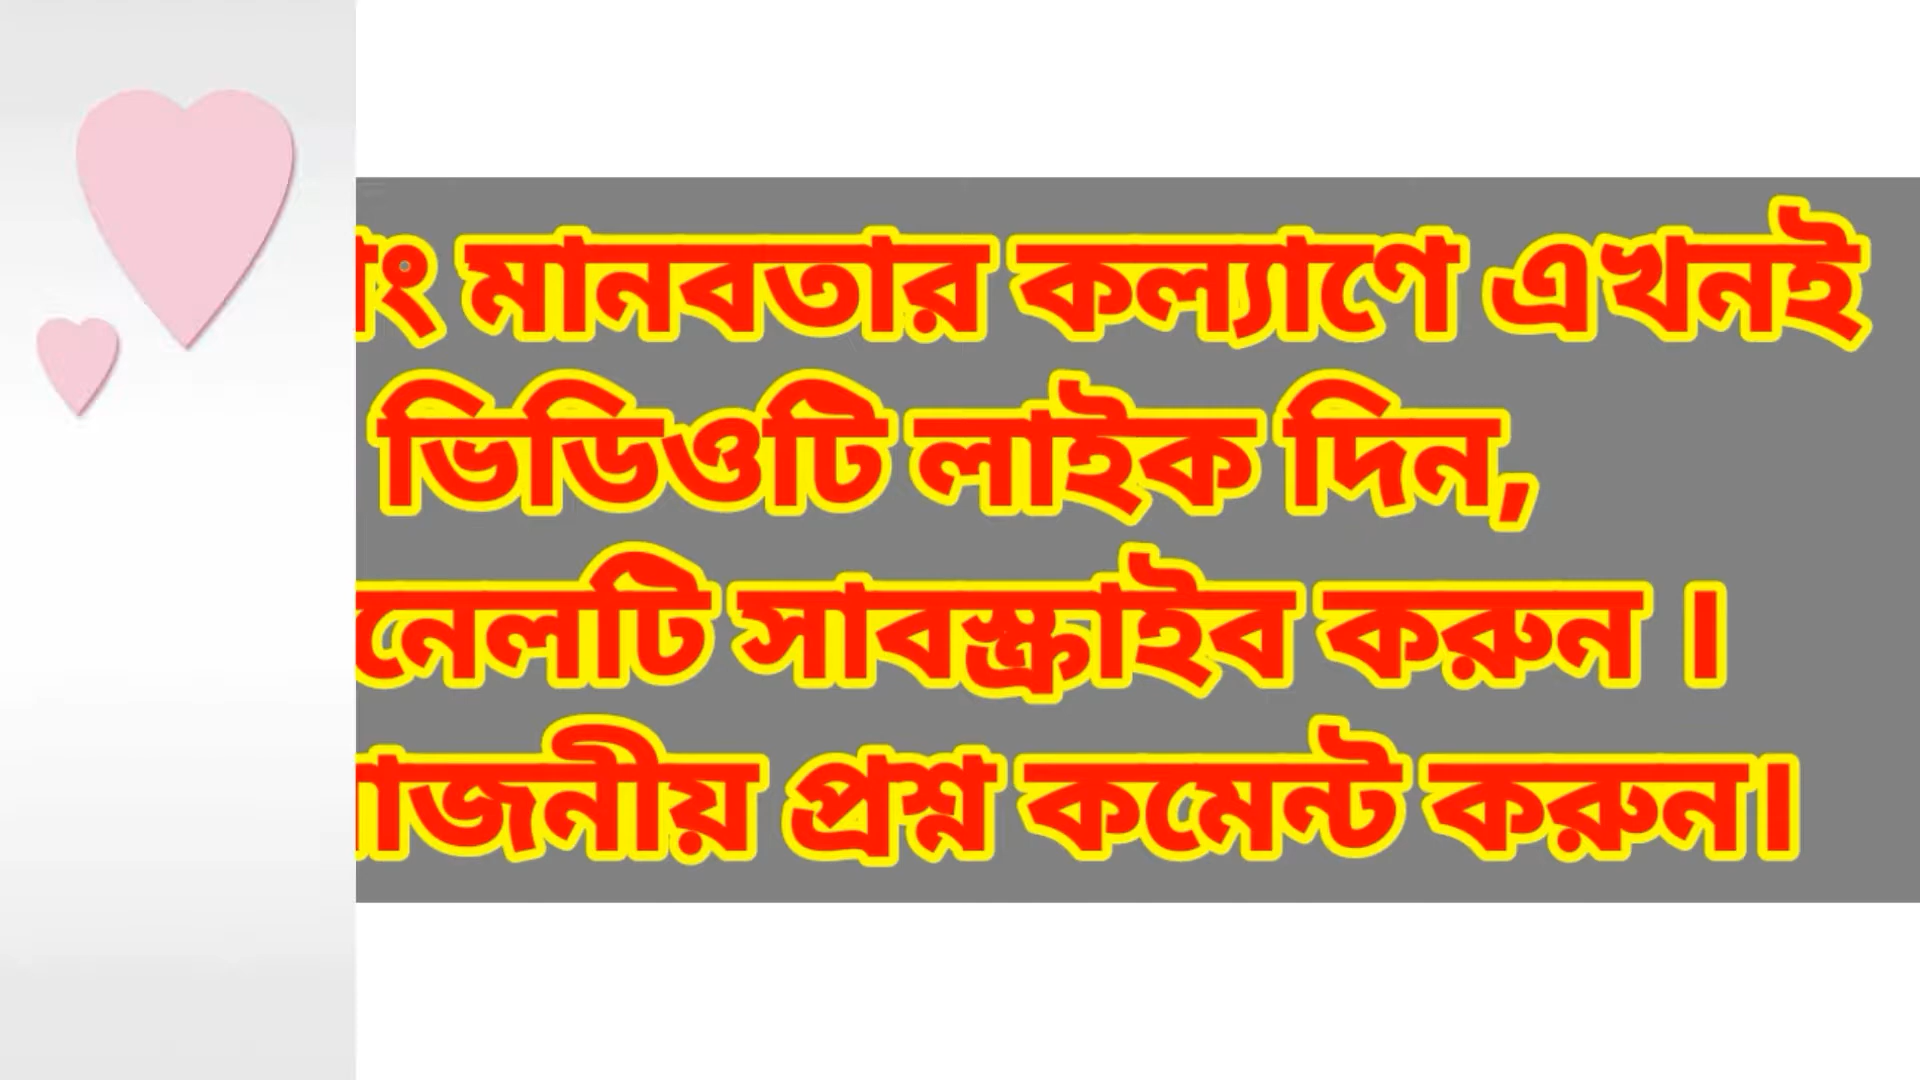 মানবতার কল্যাণে এখনই
ভিডিওটি লাইক দিন,
সাবস্ক্রাইব করুন ।
প্রশ্ন কমেন্ট করুন।